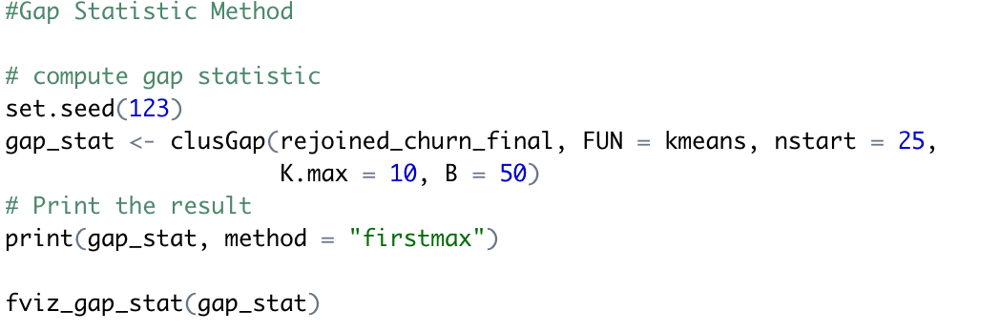 #Gap Statistic Method
# compute gap statistic
set.seed(123)
gap_stat <- clusGap(rejoined_churn_final, FUN = kmeans, nstart = 25,
K.max = 10, B = 50)
# Print the result
print(gap_stat, method = "firstmax")
fviz_gap_stat(gap_stat)